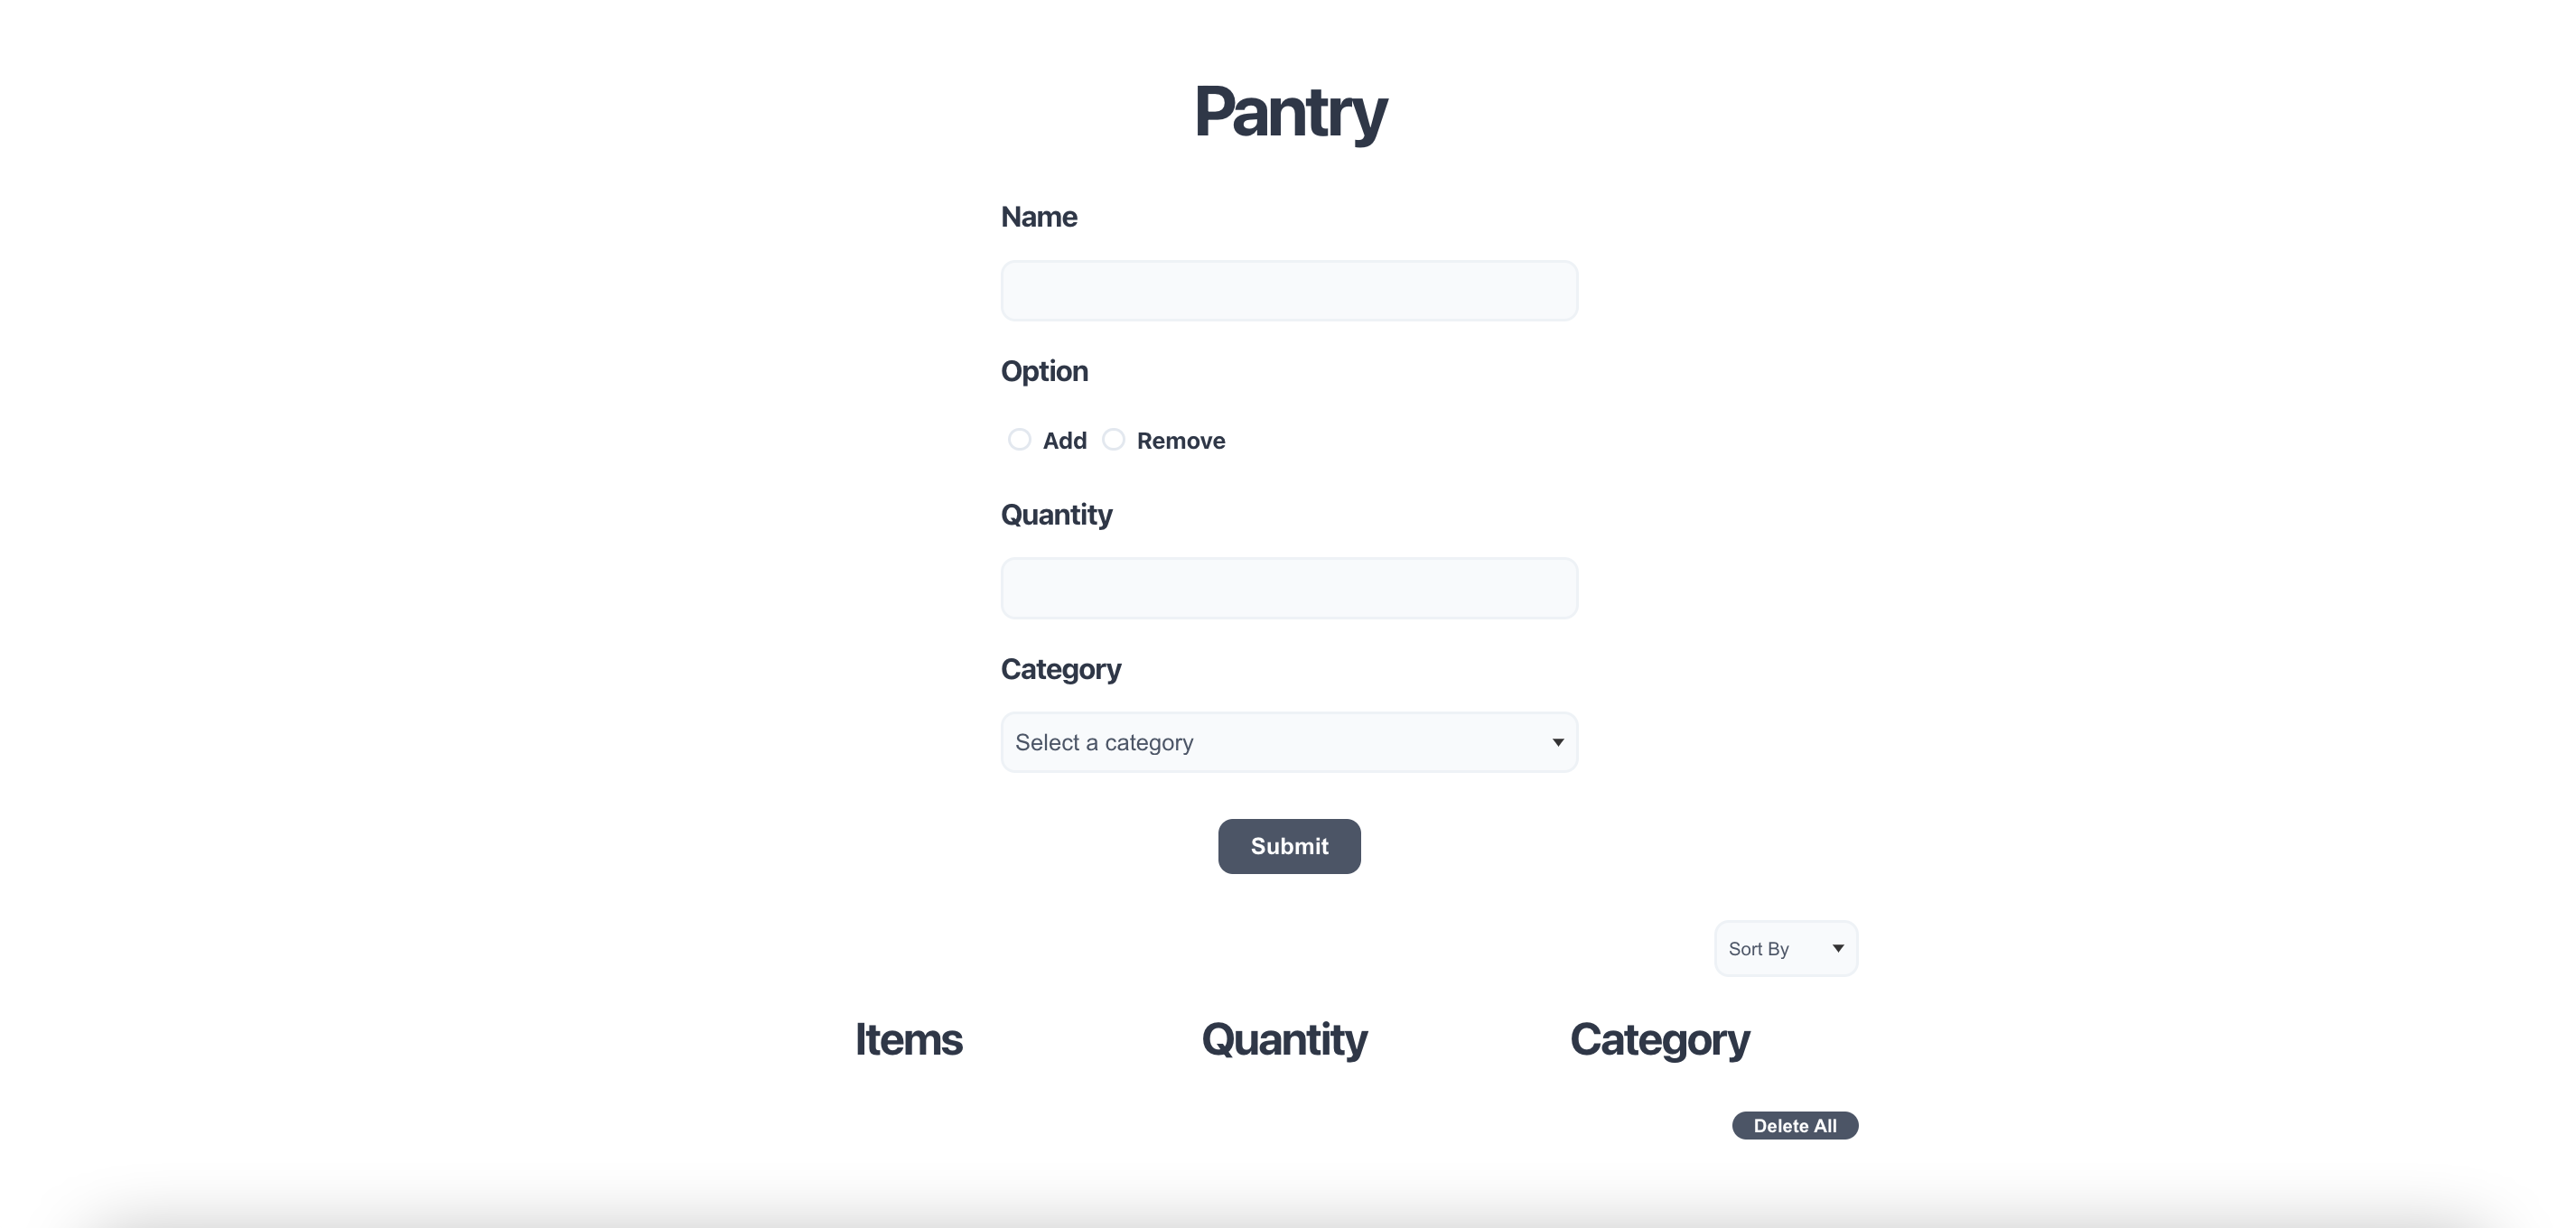 Pantry
Name
Option
Add Remove
Quantity
Category
Select a category
Submit
Sort By
Items Quantity Category
Delete All